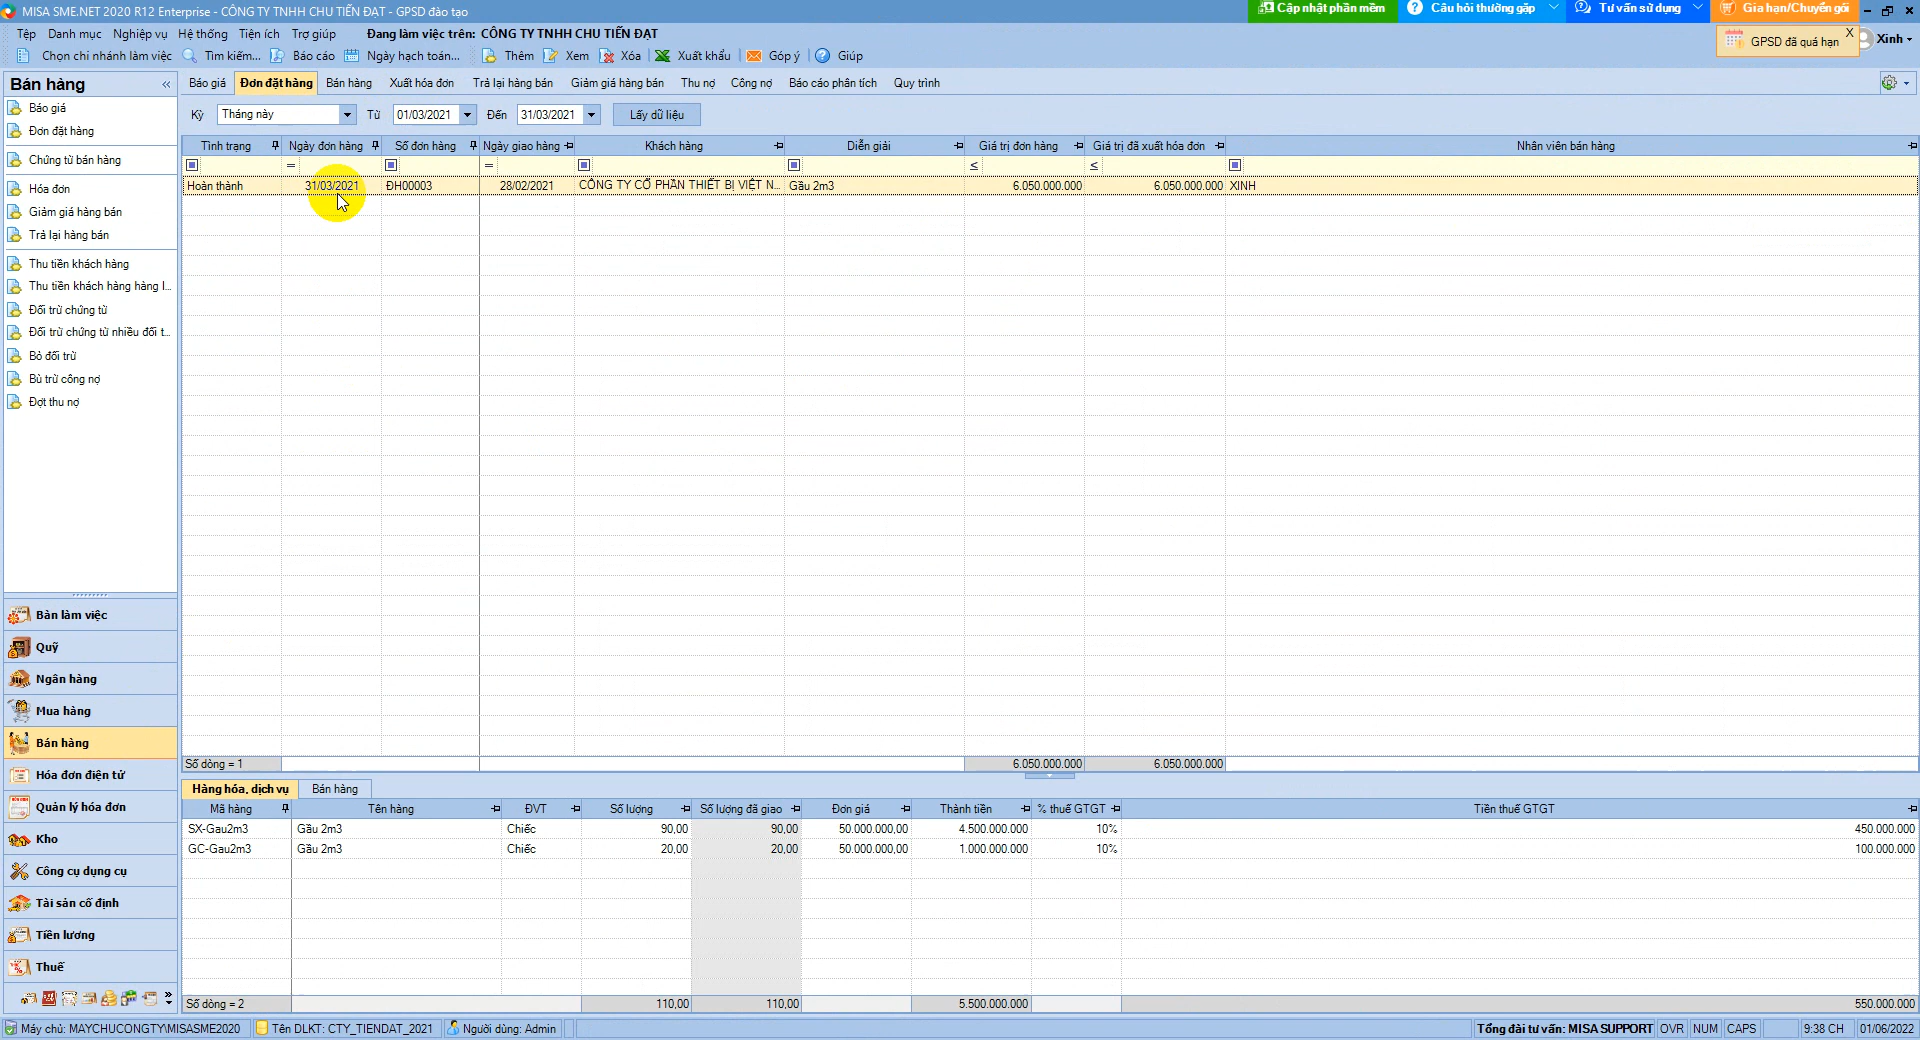 MISA SME.NET 2020 R12 Enterprise - CÔNG TY TNHH CHU TIẾN ĐẠT - GPSD đào tạo
Cập nhật phần mềm
Câu hỏi thường gặp
Tư vấn sử dụng
Gia hạn/Chuyển gói
Tệp Danh mục Nghiệp vụ Hệ thống Tiện ích Trợ giúp Đang làm việc trên: CÔNG TY TNHH CHU TIẾN ĐẠT
GPSD đã quá hạn X
Xinh
Chọn chi nhánh làm việc Tìm kiếm... Báo cáo Ngày hạch toán... Thêm Xem Xóa Xuất khẩu Góp ý Giúp
Bán hàng «
Báo giá Đơn đặt hàng Bán hàng Xuất hóa đơn Trả lại hàng bán Giảm giá hàng bán Thu nợ Công nợ Báo cáo phân tích Quy trình
Báo giá
Đơn đặt hàng
Chứng từ bán hàng
Hóa đơn
Giảm giá hàng bán
Trả lại hàng bán
Thu tiền khách hàng
Thu tiền khách hàng hàng l...
Đối trừ chứng từ
Đối trừ chứng từ nhiều đối t...
Bỏ đối trừ
Bù trừ công nợ
Đợt thu nợ
Bàn làm việc
Quỹ
Ngân hàng
Mua hàng
Bán hàng
Hóa đơn điện tử
Quản lý hóa đơn
Kho
Công cụ dụng cụ
Tài sản cố định
Tiền lương
Thuế
»
Kỳ Tháng này Từ 01/03/2021 Đến 31/03/2021 Lấy dữ liệu
Tình trạng Ngày đơn hàng Số đơn hàng Ngày giao hàng Khách hàng Diễn giải Giá trị đơn hàng Giá trị đã xuất hóa đơn Nhân viên bán hàng
= = ≤ ≤
Hoàn thành 31/03/2021 ĐH00003 28/02/2021 CÔNG TY CỔ PHẦN THIẾT BỊ VIỆT N... Gầu 2m3 6.050.000.000 6.050.000.000 XINH
Số dòng = 1 6.050.000.000 6.050.000.000
Hàng hóa, dịch vụ Bán hàng
Mã hàng Tên hàng ĐVT Số lượng Số lượng đã giao Đơn giá Thành tiền % thuế GTGT Tiền thuế GTGT
SX-Gau2m3 Gầu 2m3 Chiếc 90,00 90,00 50.000.000,00 4.500.000.000 10% 450.000.000
GC-Gau2m3 Gầu 2m3 Chiếc 20,00 20,00 50.000.000,00 1.000.000.000 10% 100.000.000
Số dòng = 2 110,00 110,00 5.500.000.000 550.000.000
Máy chủ: MAYCHUCONGTY\MISASME2020 Tên DLKT: CTY_TIENDAT_2021 Người dùng: Admin Tổng đài tư vấn: MISA SUPPORT OVR NUM CAPS 9:38 CH 01/06/2022